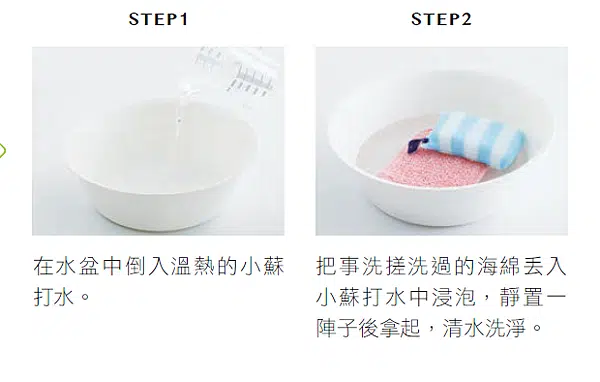 STEP1
在水盆中倒入溫熱的小蘇
打水。
STEP2
把事洗搓洗過的海綿丟入
小蘇打水中浸泡，靜置一
陣子後拿起，清水洗淨。